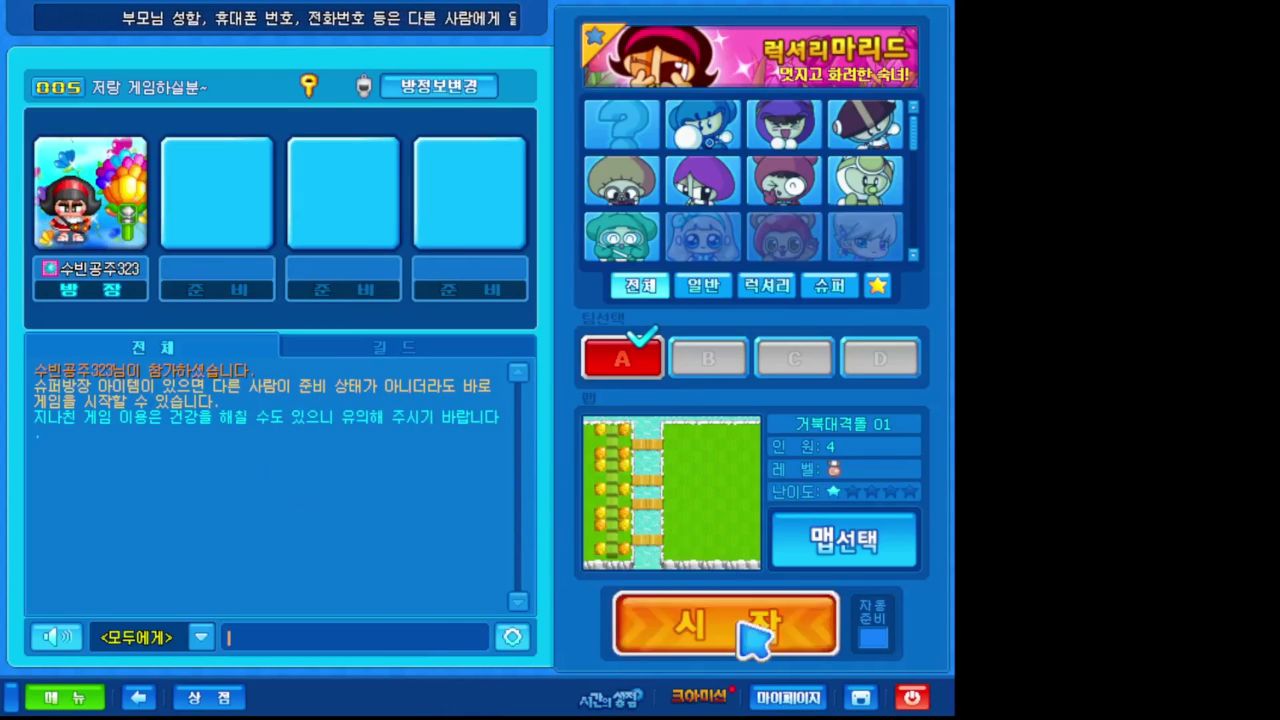 부모님 성함, 휴대폰 번호, 전화번호 등은 다른 사람에게
005 저랑 게임하실분~
방정보변경
수빈공주323
방 장
준 비
준 비
준 비
전 체
길 드
수빈공주323님이 참가하셨습니다.
슈퍼방장 아이템이 있으면 다른 사람이 준비 상태가 아니더라도 바로
게임을 시작할 수 있습니다.
지나친 게임 이용은 건강을 해칠 수도 있으니 유의해 주시기 바랍니다
.
<모두에게>
메 뉴
상 점
럭셔리마리드
멋지고 화려한 숙녀!
전체
일반
럭셔리
슈퍼
팀선택
A
B
C
D
맵
거북대격돌 01
인 원: 4
레 벨:
난이도:
맵선택
시 작
자동
준비
크아미션
마이페이지